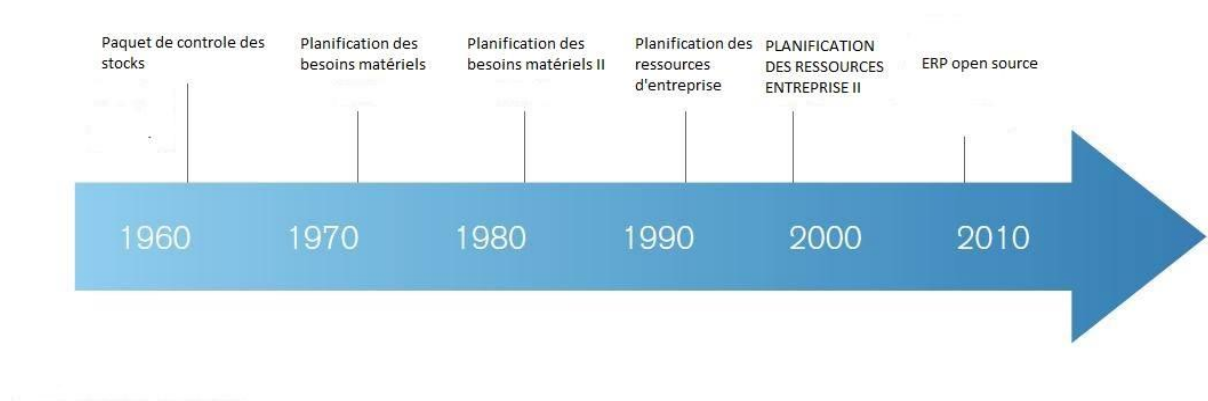 Paquet de controle des
stocks
Planification des
besoins matériels
Planification des
besoins matériels II
Planification des
ressources
d'entreprise
PLANIFICATION
DES RESSOURCES
ENTREPRISE II
ERP open source
1960
1970
1980
1990
2000
2010